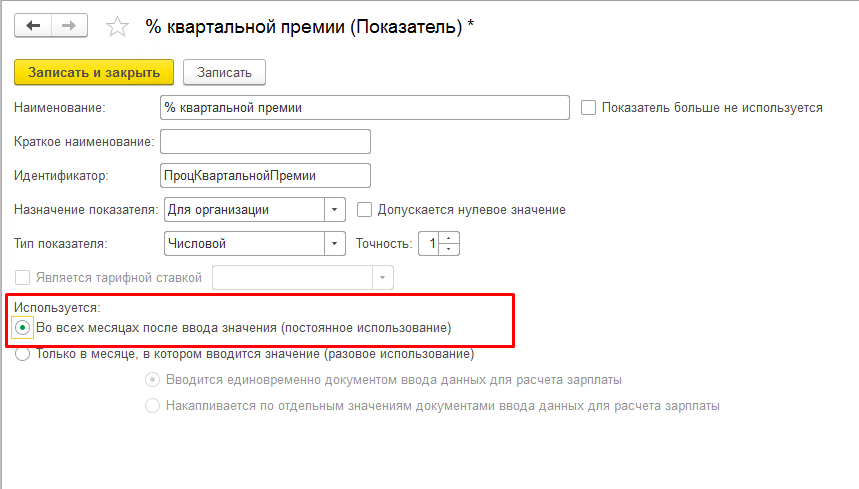 % квартальной премии (Показатель) *
Записать и закрыть Записать
Наименование: % квартальной премии Показатель больше не используется
Краткое наименование:
Идентификатор: ПроцКвартальнойПремии
Назначение показателя: Для организации Допускается нулевое значение
Тип показателя: Числовой Точность: 1
Является тарифной ставкой
Используется:
Во всех месяцах после ввода значения (постоянное использование)
Только в месяце, в котором вводится значение (разовое использование)
Вводится единовременно документом ввода данных для расчета зарплаты
Накапливается по отдельным значениям документами ввода данных для расчета зарплаты